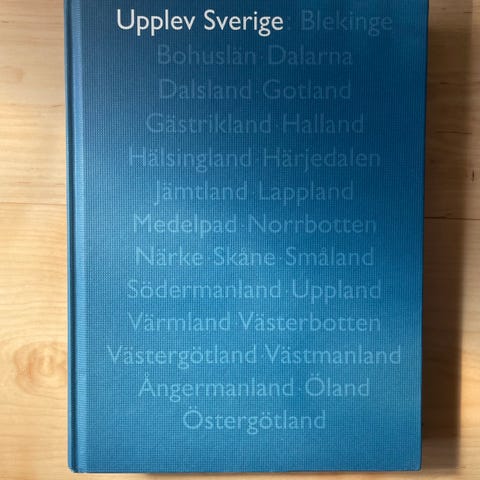 Upplev Sverige: Blekinge
Bohuslän·Dalarna
Dalsland·Gotland
Gästrikland·Halland
Hälsingland·Härjedalen
Jämtland·Lappland
Medelpad·Norrbotten
Närke·Skåne·Småland
Södermanland·Uppland
Värmland·Västerbotten
Västergötland·Västmanland
Ångermanland·Öland
Östergötland